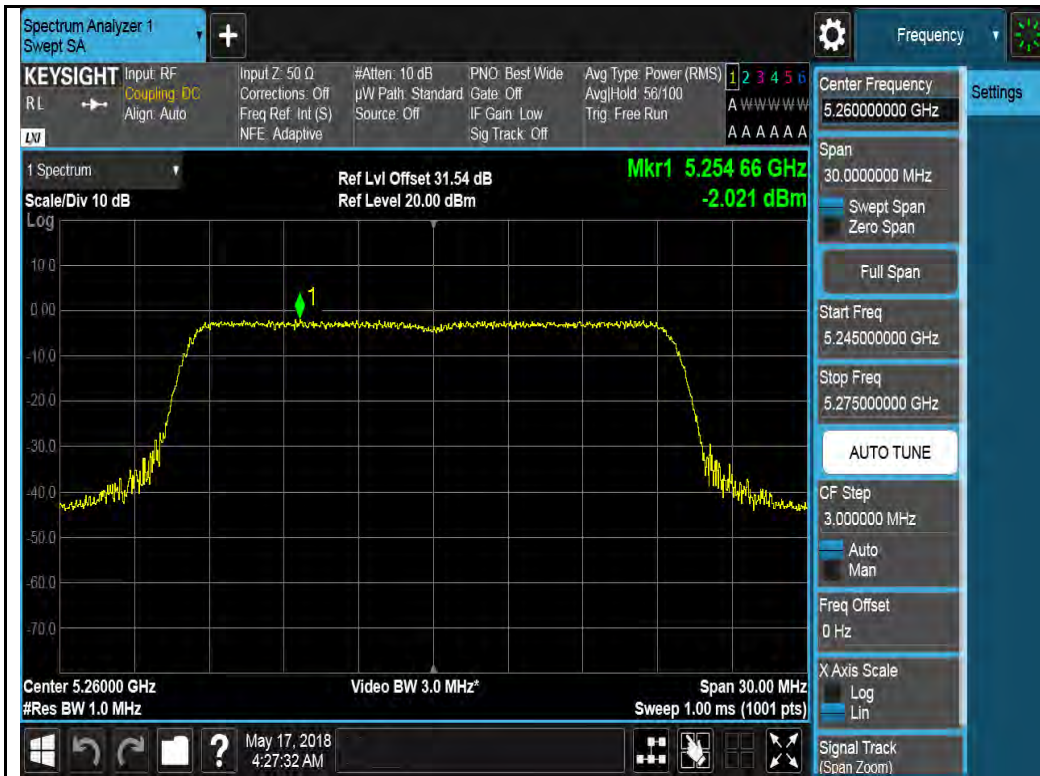 Spectrum Analyzer 1
Swept SA
+
Frequency
KEYSIGHT
Input: RF
Coupling: DC
Align: Auto
RL
LXI
Input Z: 50 Ω
Corrections: Off
Freq Ref: Int (S)
NFE: Adaptive
#Atten: 10 dB
µW Path: Standard
Source: Off
PNO: Best Wide
Gate: Off
IF Gain: Low
Sig Track: Off
Avg Type: Power (RMS)
Avg|Hold: 56/100
Trig: Free Run
1 2 3 4 5 6
A W W W W W
A A A A A A
Center Frequency
5.260000000 GHz
Settings
Span
30.0000000 MHz
Swept Span
Zero Span
Full Span
Start Freq
5.245000000 GHz
Stop Freq
5.275000000 GHz
AUTO TUNE
CF Step
3.000000 MHz
Auto
Man
Freq Offset
0 Hz
X Axis Scale
Log
Lin
Signal Track
(Span Zoom)
1 Spectrum
Scale/Div 10 dB
Ref Lvl Offset 31.54 dB
Ref Level 20.00 dBm
Mkr1 5.254 66 GHz
-2.021 dBm
Log
10.0
0.00
-10.0
-20.0
-30.0
-40.0
-50.0
-60.0
-70.0
1
Center 5.26000 GHz
#Res BW 1.0 MHz
Video BW 3.0 MHz*
Span 30.00 MHz
Sweep 1.00 ms (1001 pts)
?
May 17, 2018
4:27:32 AM